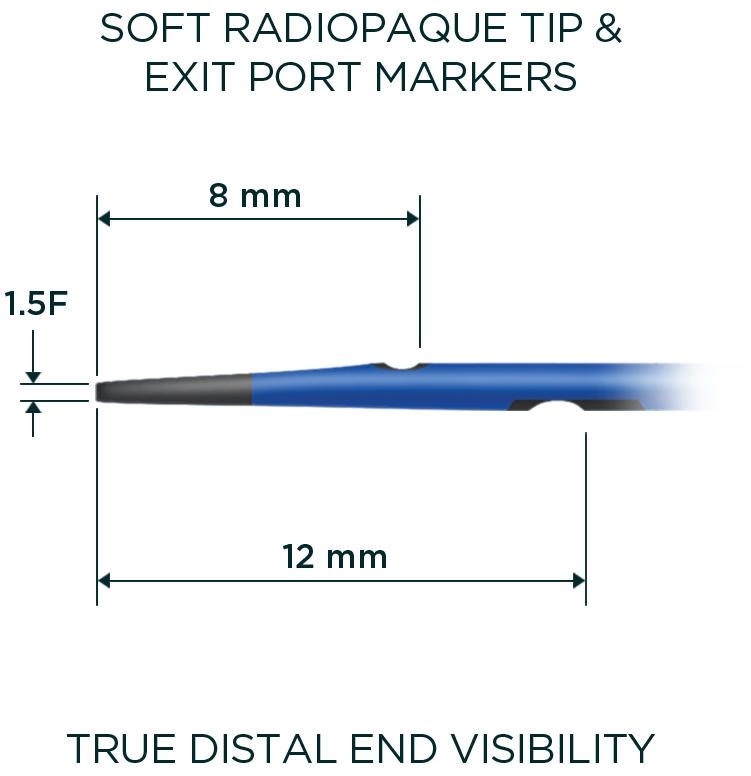 SOFT RADIOPAQUE TIP &
EXIT PORT MARKERS
8 mm
1.5F
12 mm
TRUE DISTAL END VISIBILITY